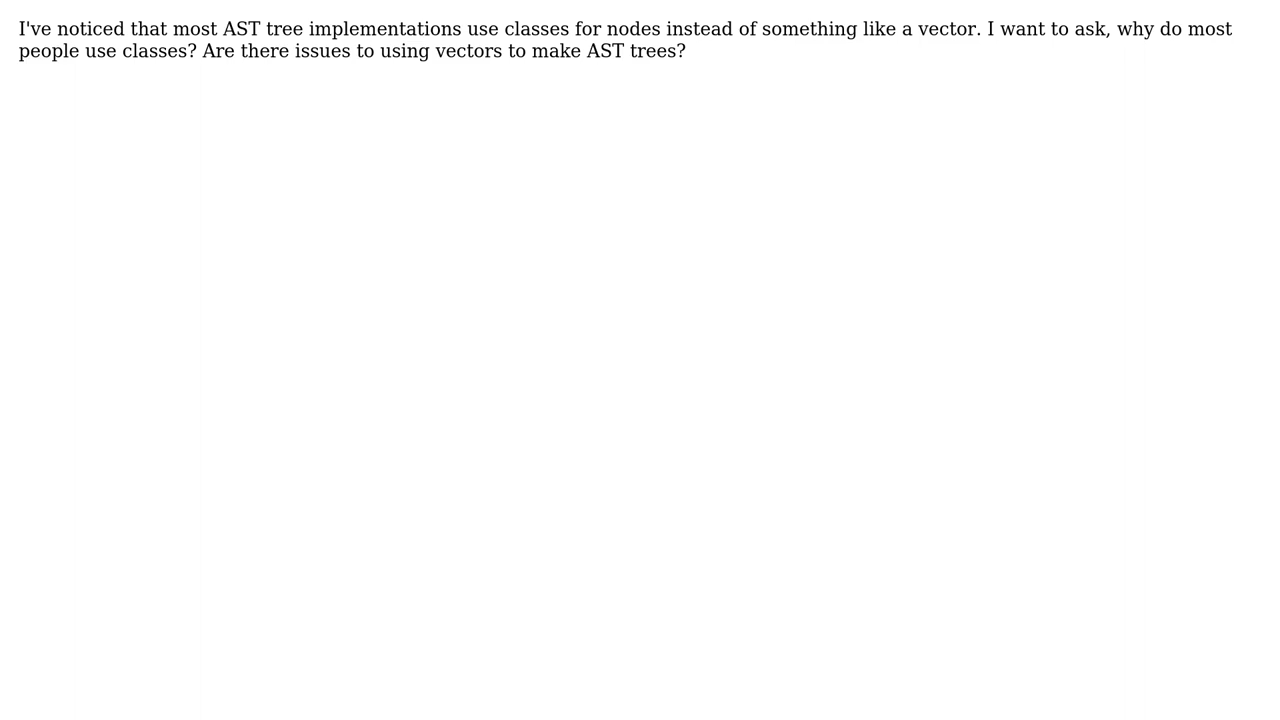 I've noticed that most AST tree implementations use classes for nodes instead of something like a vector. I want to ask, why do most
people use classes? Are there issues to using vectors to make AST trees?